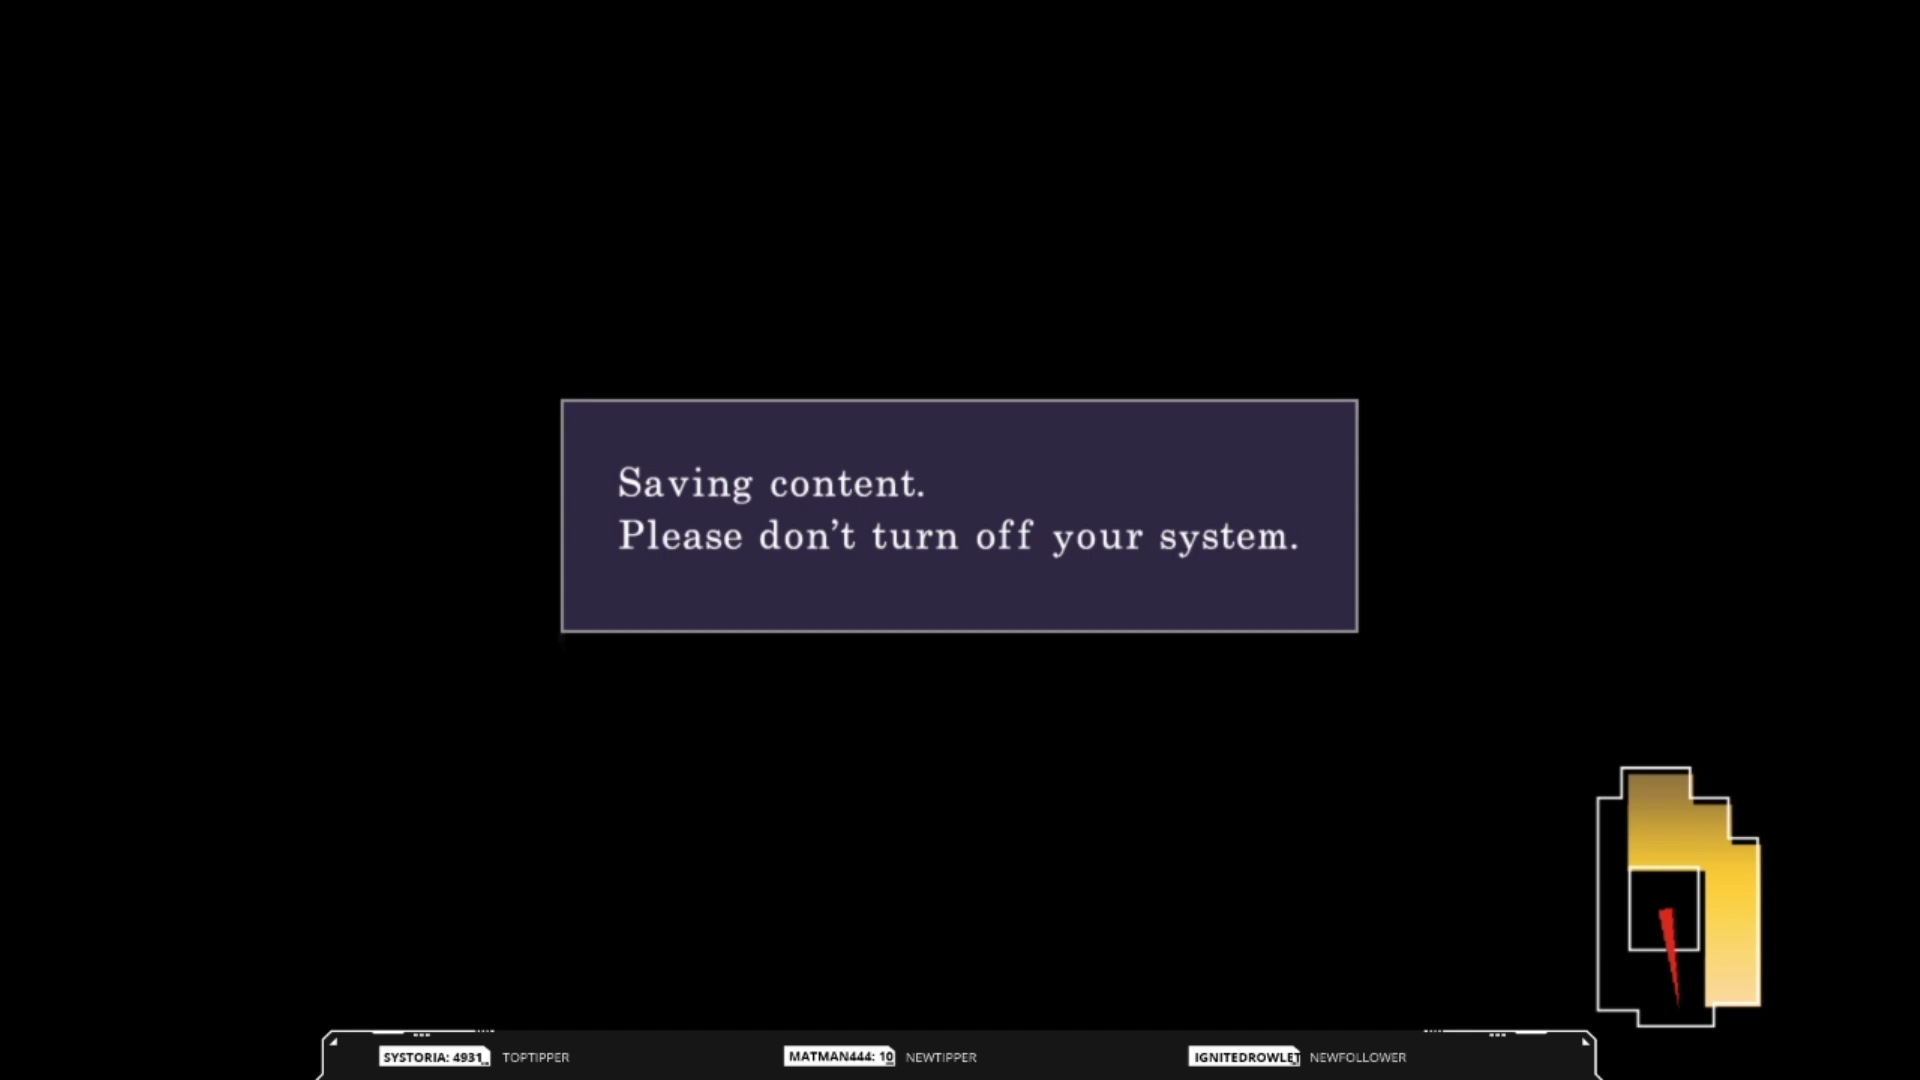 Saving content.
Please don't turn off your system.
SYSTORIA: 4931 TOPTIPPER
MATMAN444: 10 NEWTIPPER
IGNITEDROWLET NEWFOLLOWER